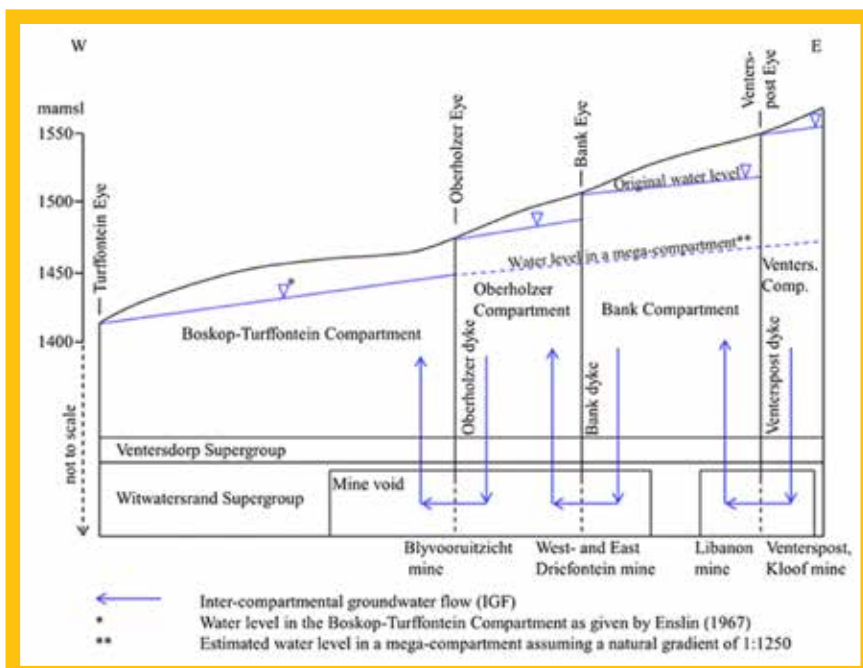 W
E
mamsl
1550
1500
1450
1400
not to scale
Turffontein Eye
Oberholzer Eye
Bank Eye
Venters-
post Eye
Original water level
Water level in a mega-compartment**
*
Boskop-Turffontein Compartment
Oberholzer
Compartment
Bank Compartment
Venters.
Comp.
Oberholzer dyke
Bank dyke
Venterspost dyke
Ventersdorp Supergroup
Witwatersrand Supergroup
Mine void
Blyvooruitzicht
mine
West- and East
Driefontein mine
Libanon
mine
Venterspost,
Kloof mine
Inter-compartmental groundwater flow (IGF)
* Water level in the Boskop-Turffontein Compartment as given by Enslin (1967)
** Estimated water level in a mega-compartment assuming a natural gradient of 1:1250